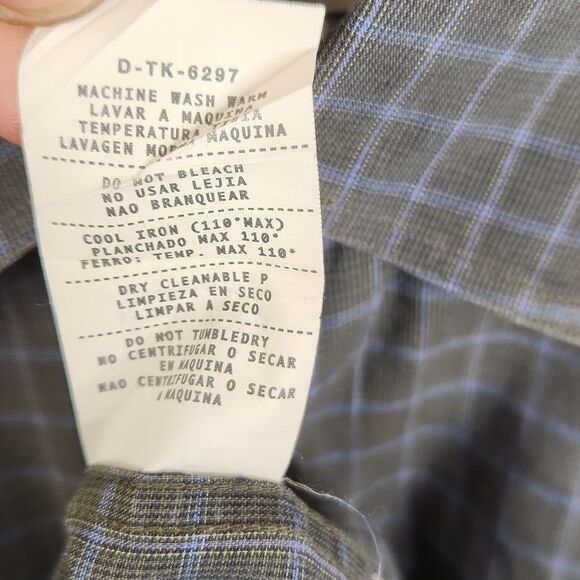 D-TK-6297
MACHINE WASH WARM
LAVAR A MAQUINA
TEMPERATURA TIBIA
LAVAGEM MAQUINA
DO NOT BLEACH
NO USAR LEJIA
NAO BRANQUEAR
COOL IRON (110°MAX)
PLANCHADO MAX 110°
FERRO: TEMP. MAX 110°
DRY CLEANABLE P
LIMPIEZA EN SECO
LIMPAR A SECO
DO NOT TUMBLEDRY
NO CENTRIFUGAR O SECAR
EN MAQUINA
NAO CENTRIFUGAR O SECAR
A MAQUINA